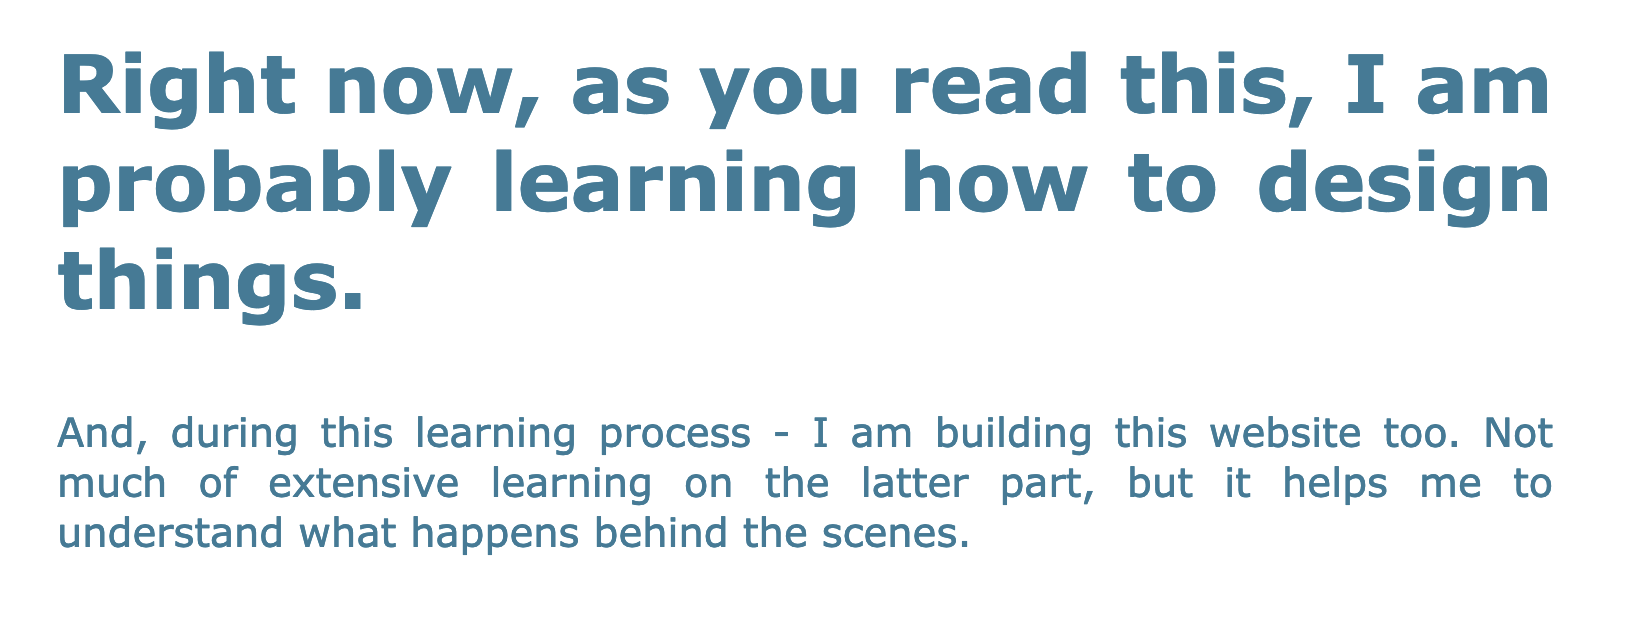 Right now, as you read this, I am
probably learning how to design
things.
And, during this learning process - I am building this website too. Not
much of extensive learning on the latter part, but it helps me to
understand what happens behind the scenes.